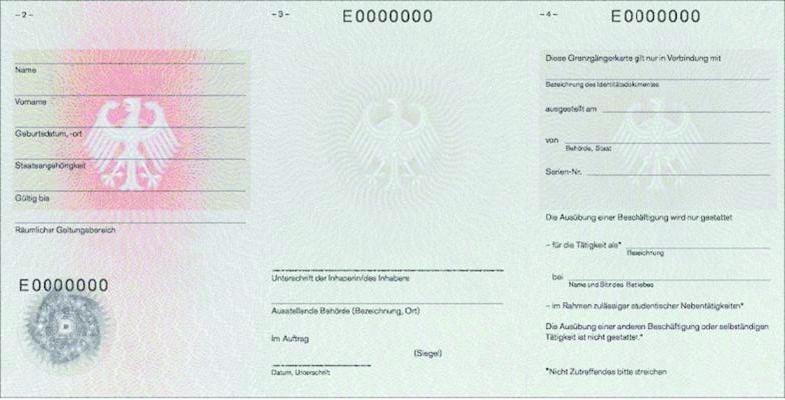 -2-
Name
Vorname
Geburtsdatum, -ort
Staatsangehörigkeit
Gültig bis
Räumlicher Geltungsbereich
E0000000
-3-
E0000000
Unterschrift der Inhaberin/des Inhabers
Ausstellende Behörde (Bezeichnung, Ort)
Im Auftrag
(Siegel)
Datum, Unterschrift
-4-
E0000000
Diese Grenzgängerkarte gilt nur in Verbindung mit
Bezeichnung des Identitätsdokumentes
ausgestellt am
von
Behörde, Staat
Serien-Nr.
Die Ausübung einer Beschäftigung wird nur gestattet
– für die Tätigkeit als*
Bezeichnung
bei
Name und Sitz des Betriebes
– im Rahmen zulässiger studentischer Nebentätigkeiten*
Die Ausübung einer anderen Beschäftigung oder selbständigen
Tätigkeit ist nicht gestattet.*
*Nicht Zutreffendes bitte streichen